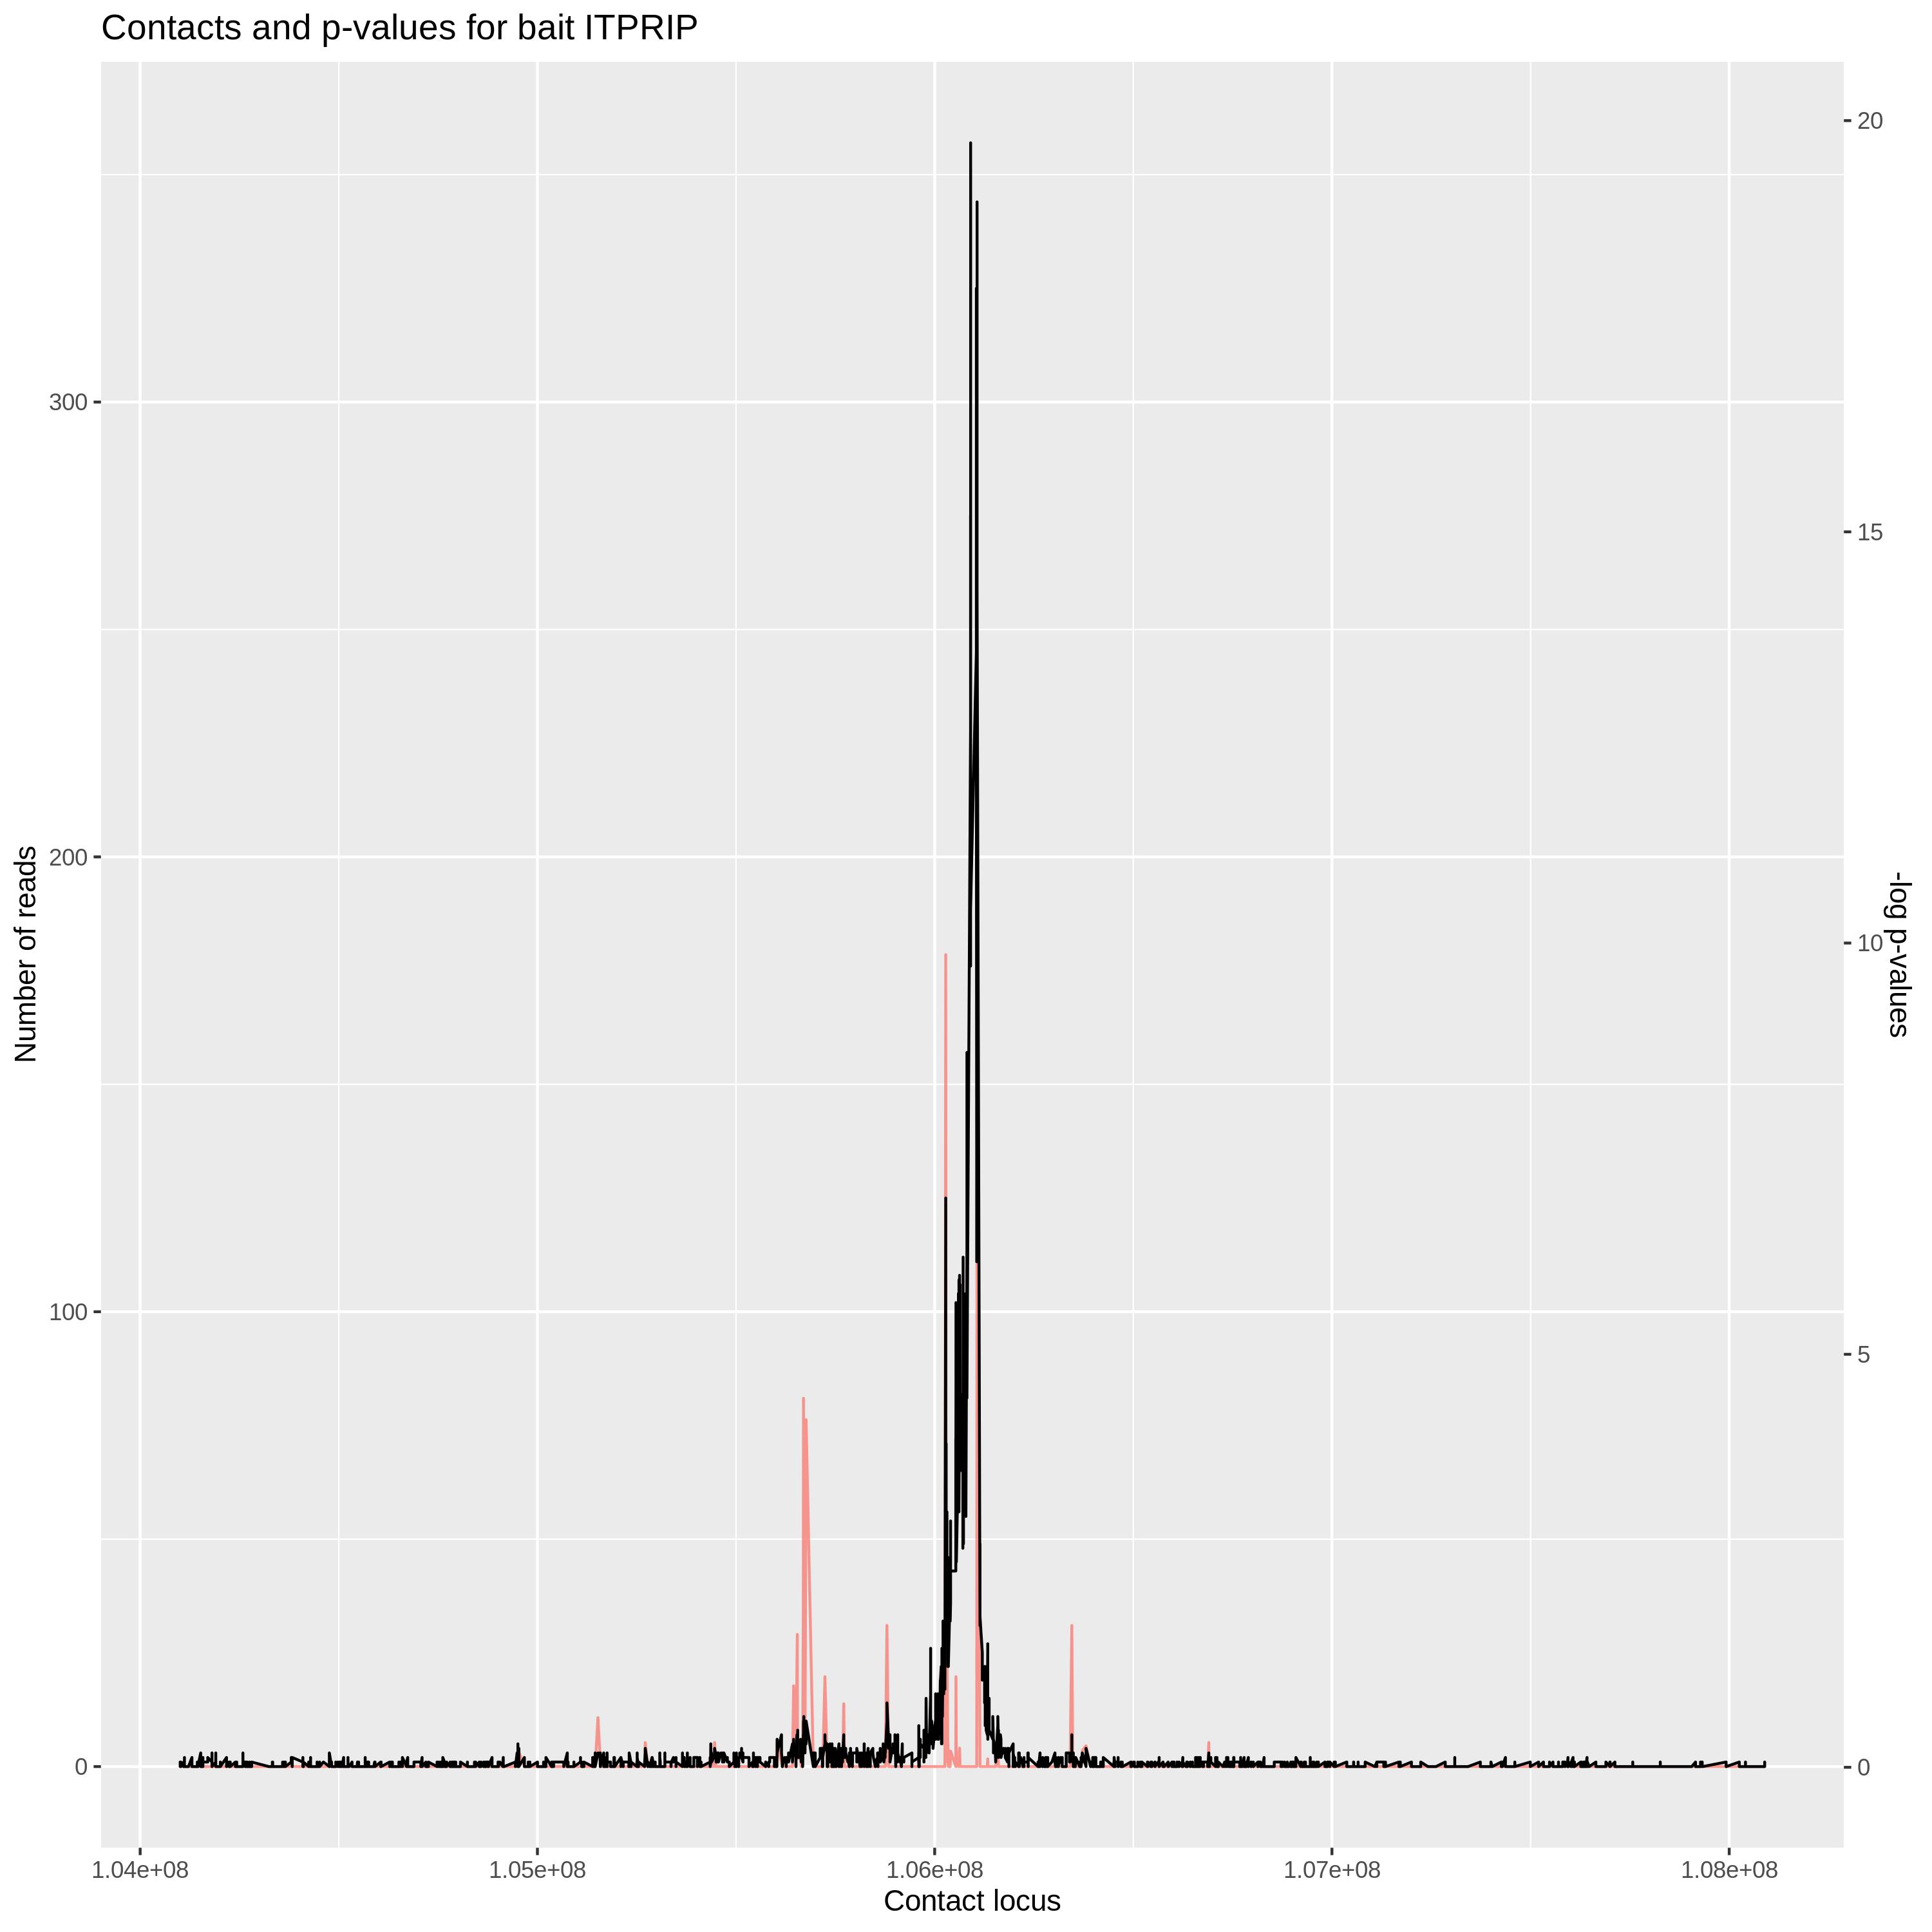 Contacts and p-values for bait ITPRIP
Number of reads
300
200
100
0
20
15
10
5
0
-log p-values
1.04e+08
1.05e+08
1.06e+08
1.07e+08
1.08e+08
Contact locus